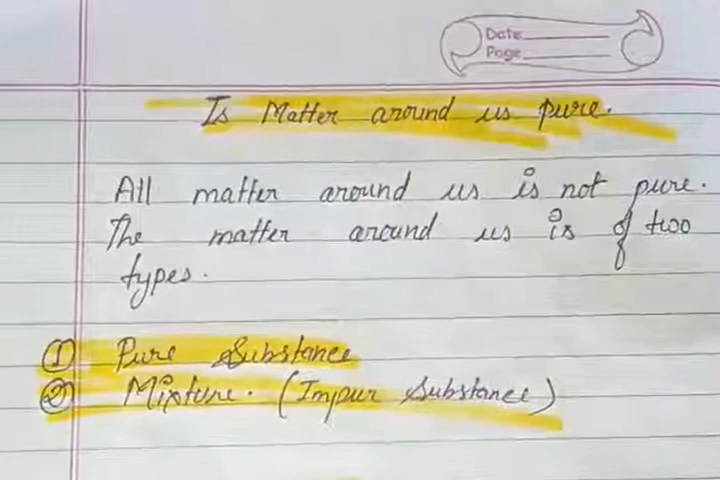 Date
Page
Is Matter around us pure.
All matter around us is not pure.
The matter around us is of two
types.
① Pure Substance
② Mixture. (Impur Substance)